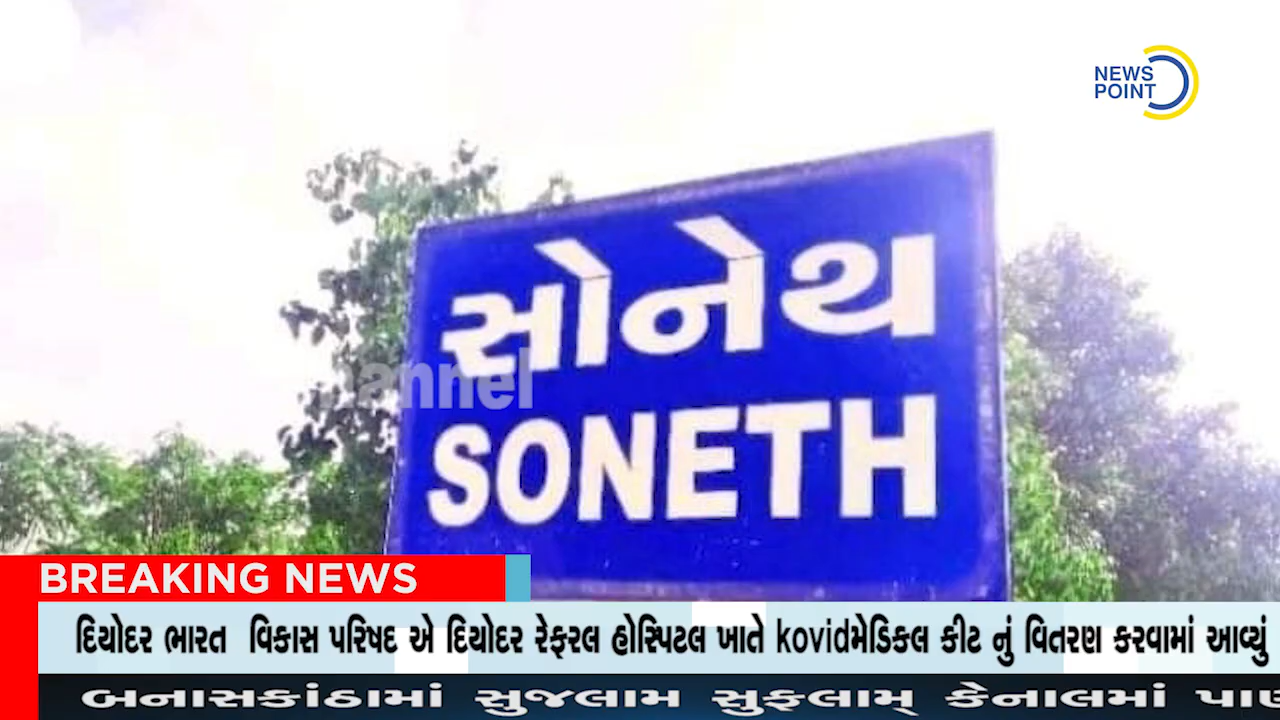 NEWS
POINT
સોનેથ
channel
SONETH
BREAKING NEWS
દિયોદર ભારત વિકાસ પરિષદ એ દિયોદર રેફરલ હોસ્પિટલ ખાતે kovidમેડિકલ કીટ નું વિતરણ કરવામાં આવ્યું
બનાસકાંઠામાં સુજલામ સુફલામ્ કેનાલમાં